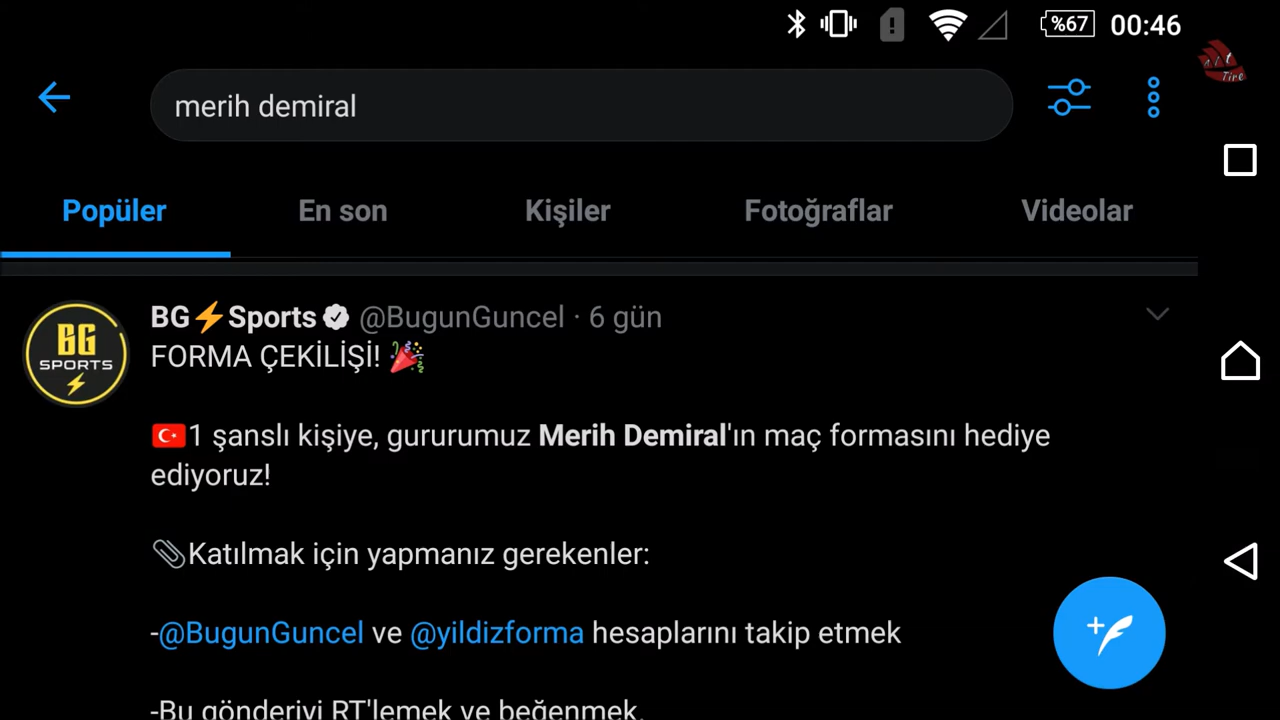 %67 00:46
merih demiral
Popüler En son Kişiler Fotoğraflar Videolar
BG⚡Sports @BugunGuncel · 6 gün
FORMA ÇEKİLİŞİ! 🎉
BG
SPORTS
🇹🇷1 şanslı kişiye, gururumuz Merih Demiral'ın maç formasını hediye
ediyoruz!
📎Katılmak için yapmanız gerekenler:
-@BugunGuncel ve @yildizforma hesaplarını takip etmek
-Bu gönderiyi RT'lemek ve beğenmek.